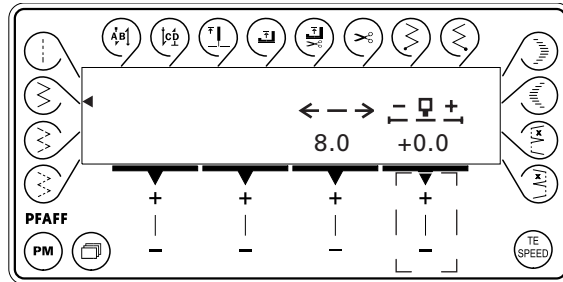 AB cd
← — → − +
8.0 +0.0
+ + + +
− − − −
x
x
PFAFF
PM TE
SPEED